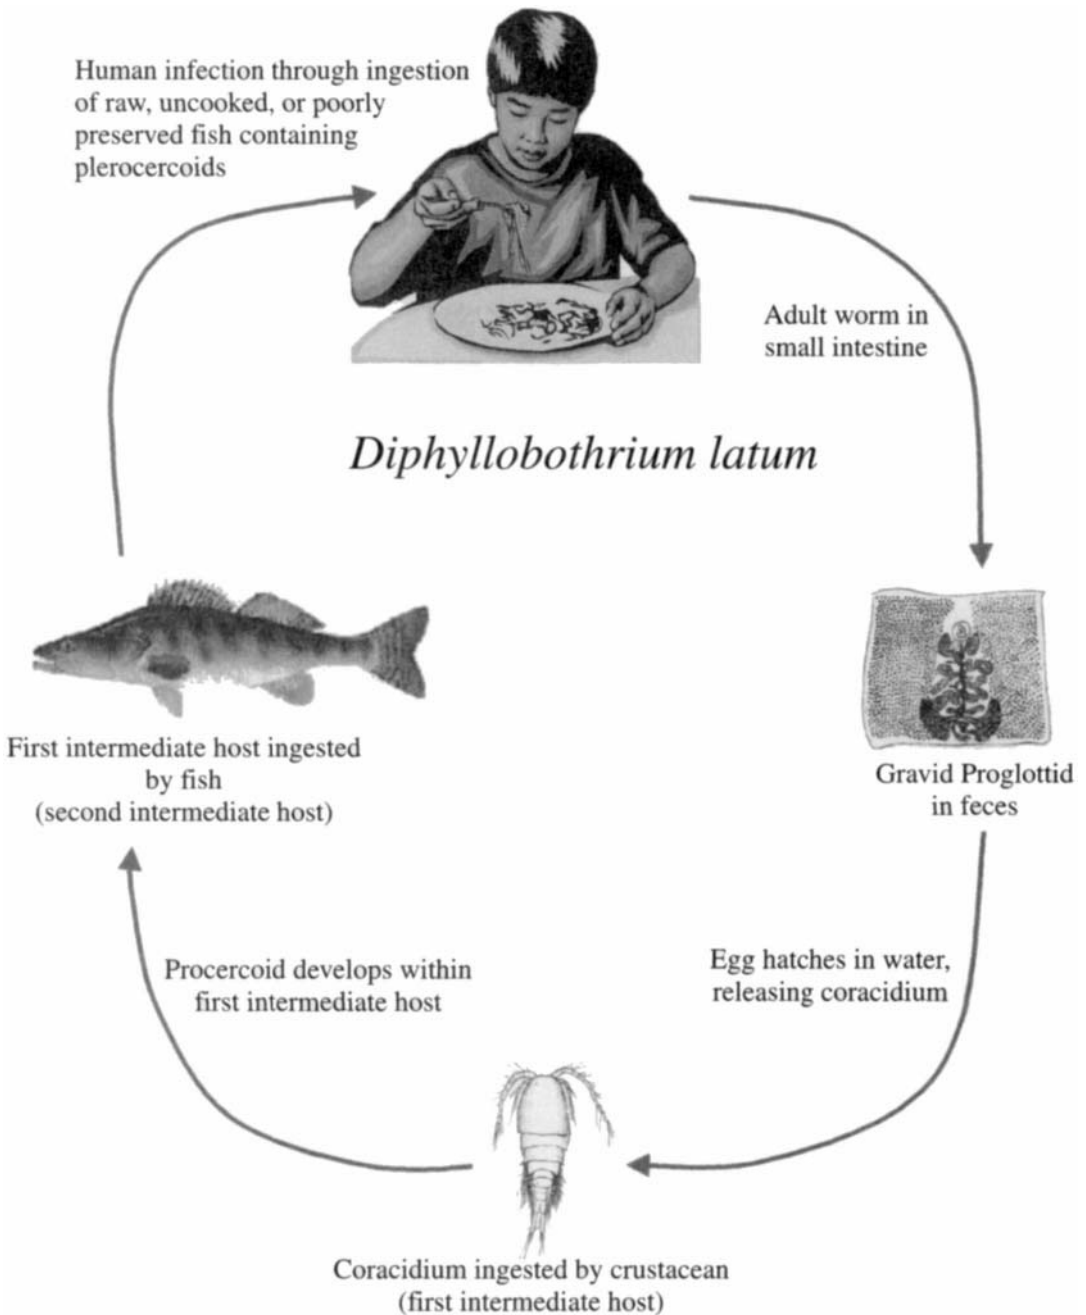 Human infection through ingestion
of raw, uncooked, or poorly
preserved fish containing
plerocercoids
Adult worm in
small intestine
Diphyllobothrium latum
First intermediate host ingested
by fish
(second intermediate host)
Gravid Proglottid
in feces
Procercoid develops within
first intermediate host
Egg hatches in water,
releasing coracidium
Coracidium ingested by crustacean
(first intermediate host)